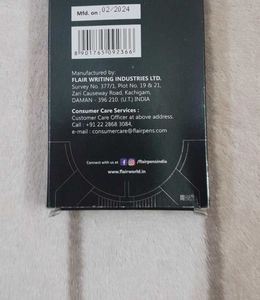 Mfd. on : 02/2024
8 901765 092366
Manufactured by:
FLAIR WRITING INDUSTRIES LTD.
Survey No. 377/1, Plot No. 19 & 21,
Zari Causeway Road, Kachigam,
DAMAN - 396 210. (U.T.) INDIA
Consumer Care Services :
Customer Care Officer at above address.
Call : +91 22 2868 3084,
e-mail : consumercare@flairpens.com
Connect with us at /flairpensindia
www.flairworld.in